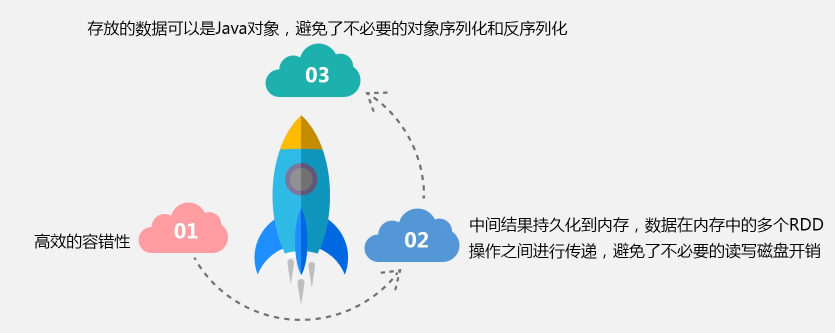 存放的数据可以是Java对象，避免了不必要的对象序列化和反序列化
03
01
高效的容错性
02
中间结果持久化到内存，数据在内存中的多个RDD
操作之间进行传递，避免了不必要的读写磁盘开销